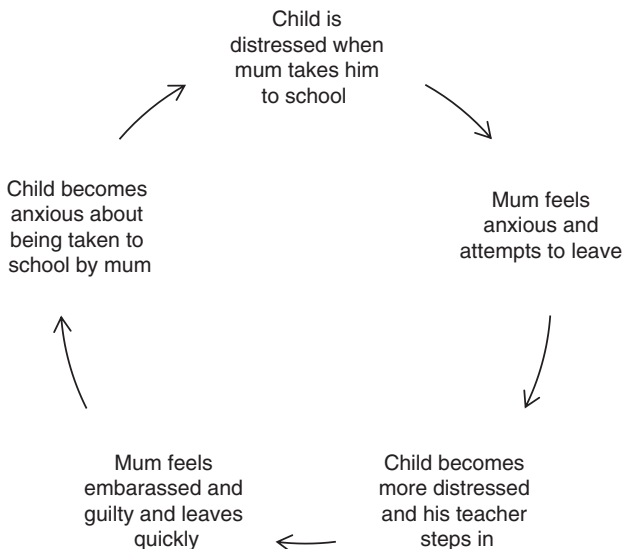 Child is
distressed when
mum takes him
to school
Mum feels
anxious and
attempts to leave
Child becomes
more distressed
and his teacher
steps in
Mum feels
embarassed and
guilty and leaves
quickly
Child becomes
anxious about
being taken to
school by mum